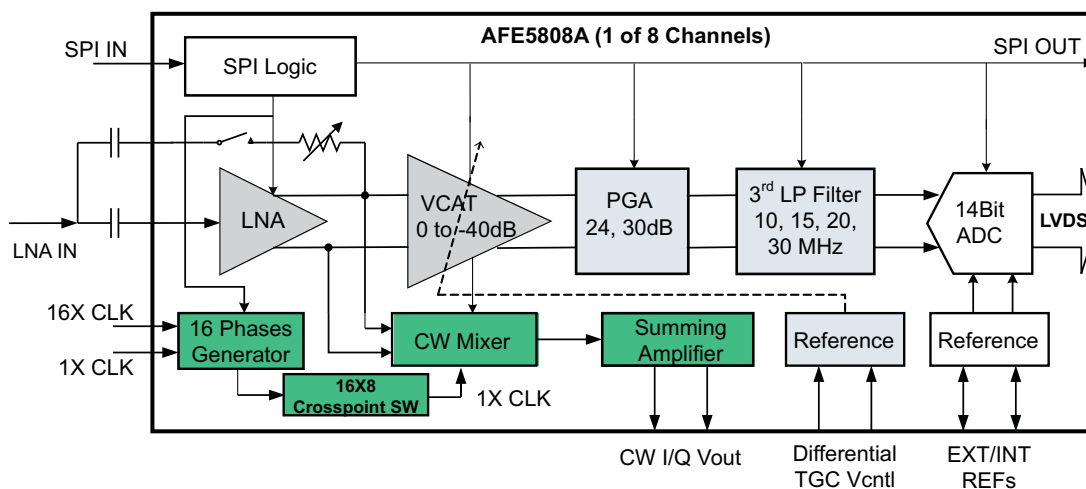 AFE5808A (1 of 8 Channels)
SPI IN
SPI OUT
SPI Logic
LNA
VCAT
0 to -40dB
PGA
24, 30dB
3rd LP Filter
10, 15, 20,
30 MHz
14Bit
ADC
LVDS
LNA IN
16X CLK
1X CLK
16 Phases
Generator
CW Mixer
Summing
Amplifier
Reference
Reference
16X8
Crosspoint SW
1X CLK
CW I/Q Vout
Differential
TGC Vcntl
EXT/INT
REFs